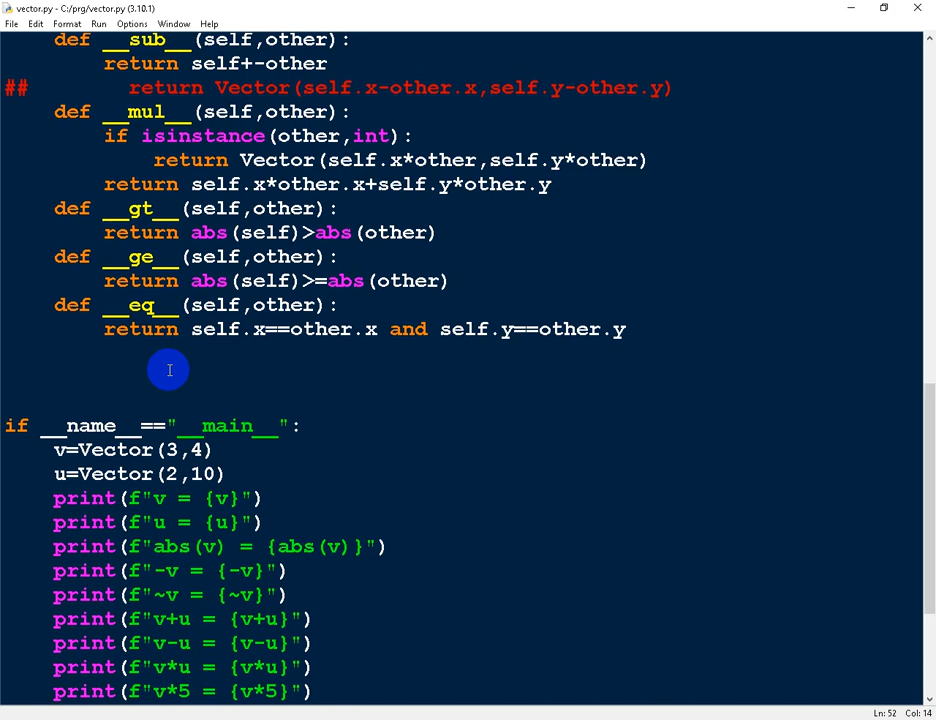 vector.py - C:/prg/vector.py (3.10.1)
File Edit Format Run Options Window Help
    def __sub__(self,other):
        return self+-other
##        return Vector(self.x-other.x,self.y-other.y)
    def __mul__(self,other):
        if isinstance(other,int):
            return Vector(self.x*other,self.y*other)
        return self.x*other.x+self.y*other.y
    def __gt__(self,other):
        return abs(self)>abs(other)
    def __ge__(self,other):
        return abs(self)>=abs(other)
    def __eq__(self,other):
        return self.x==other.x and self.y==other.y
if __name__=="__main__":
    v=Vector(3,4)
    u=Vector(2,10)
    print(f"v = {v}")
    print(f"u = {u}")
    print(f"abs(v) = {abs(v)}")
    print(f"-v = {-v}")
    print(f"~v = {~v}")
    print(f"v+u = {v+u}")
    print(f"v-u = {v-u}")
    print(f"v*u = {v*u}")
    print(f"v*5 = {v*5}")
Ln: 52 Col: 14